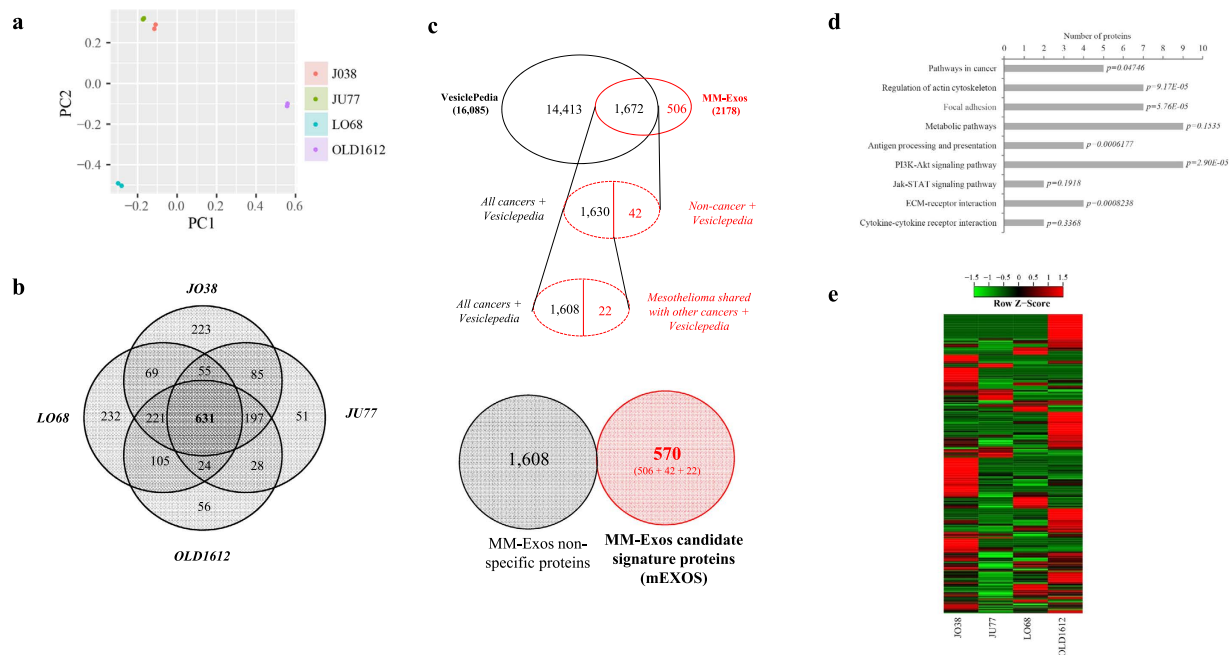 a
0.2
0.0
−0.2
−0.4
PC2
−0.2
0.0
0.2
0.4
0.6
PC1
J038
JU77
LO68
OLD1612
b
JO38
223
69
55
85
LO68
232
221
631
197
51
JU77
105
24
28
56
OLD1612
c
VesiclePedia
(16,085)
14,413
1,672
506
MM-Exos
(2178)
All cancers +
Vesiclepedia
1,630
42
Non-cancer +
Vesiclepedia
All cancers +
Vesiclepedia
1,608
22
Mesothelioma shared
with other cancers +
Vesiclepedia
1,608
570
(506 + 42 + 22)
MM-Exos non-
specific proteins
MM-Exos candidate
signature proteins
(mEXOS)
d
Number of proteins
0 1 2 3 4 5 6 7 8 9 10
Pathways in cancer p=0.04746
Regulation of actin cytoskeleton p=9.17E-05
Focal adhesion p=5.76E-05
Metabolic pathways p=0.1535
Antigen processing and presentation p=0.0006177
PI3K-Akt signaling pathway p=2.90E-05
Jak-STAT signaling pathway p=0.1918
ECM-receptor interaction p=0.0008238
Cytokine-cytokine receptor interaction p=0.3368
e
−1.5 −1 −0.5 0 0.5 1 1.5
Row Z−Score
JO38
JU77
LO68
OLD1612